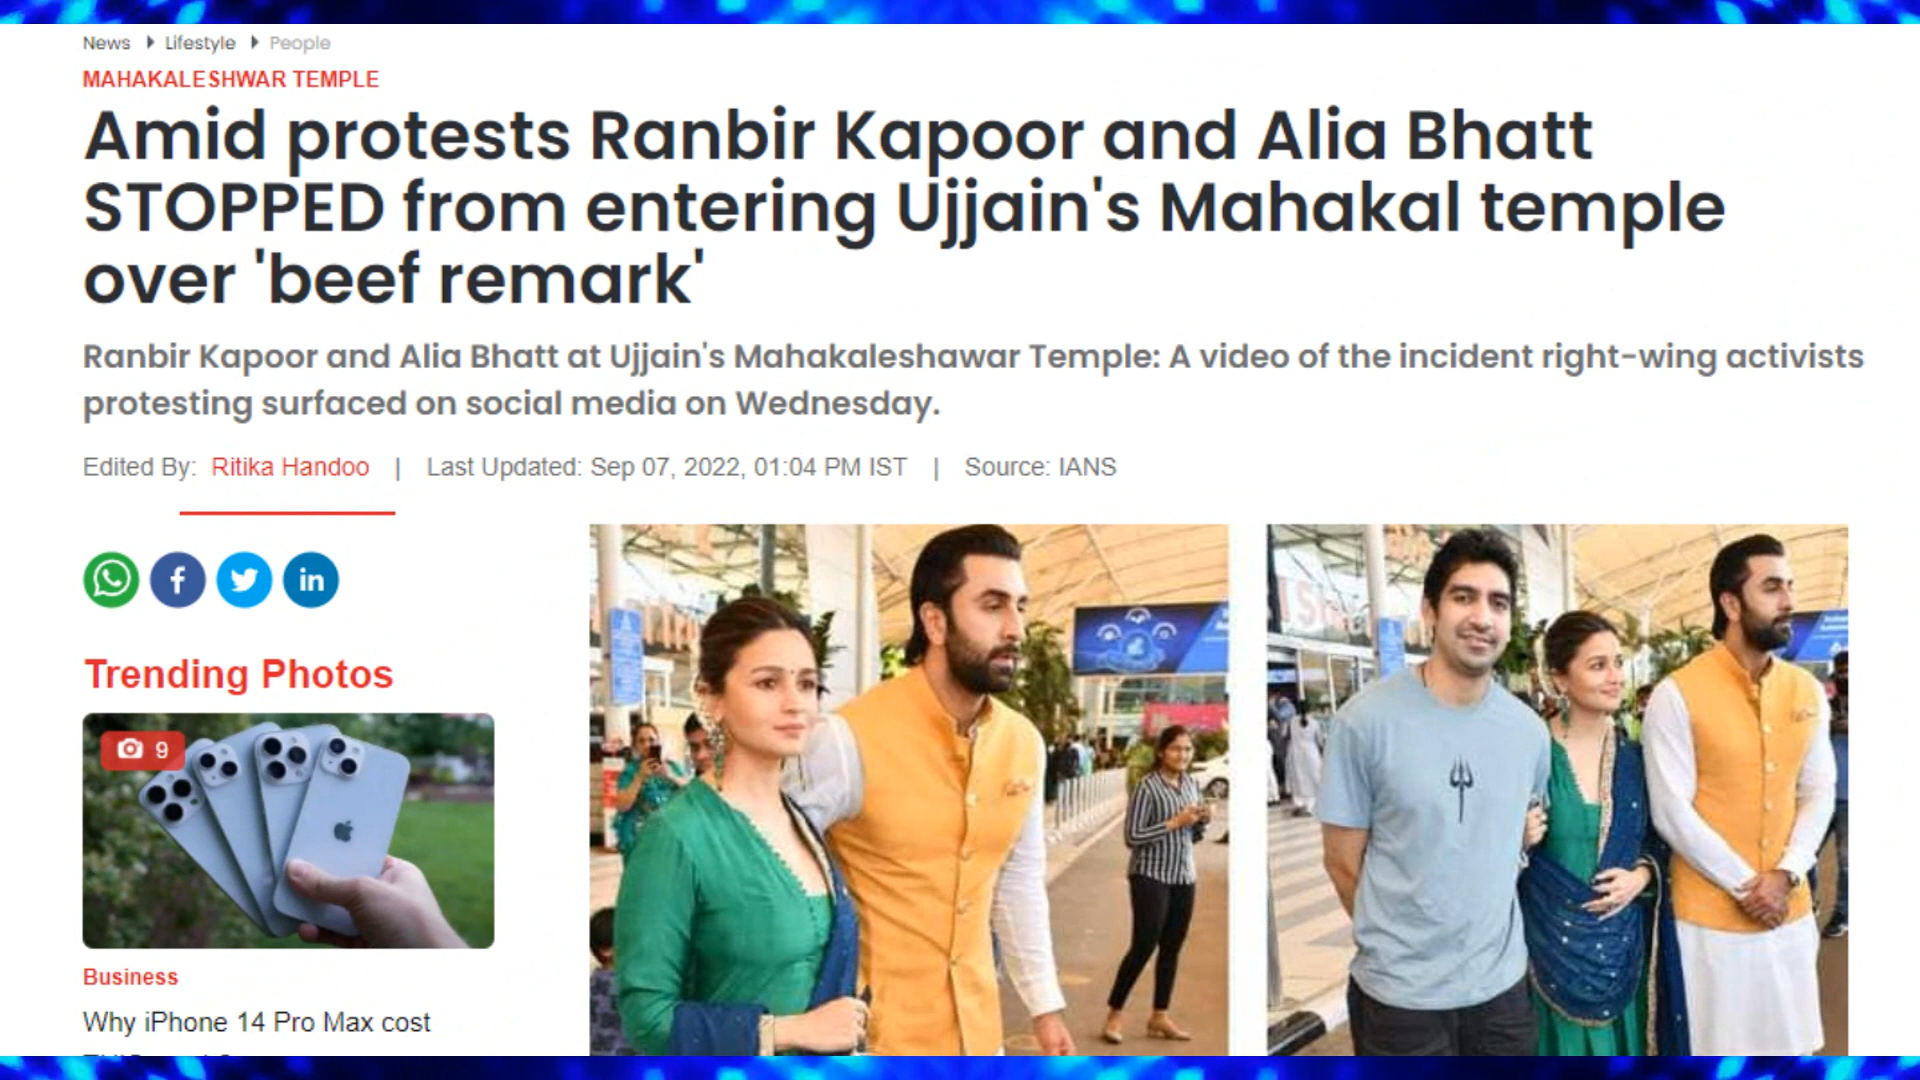 News Lifestyle People
MAHAKALESHWAR TEMPLE
Amid protests Ranbir Kapoor and Alia Bhatt
STOPPED from entering Ujjain's Mahakal temple
over 'beef remark'
Ranbir Kapoor and Alia Bhatt at Ujjain's Mahakaleshawar Temple: A video of the incident right-wing activists
protesting surfaced on social media on Wednesday.
Edited By: Ritika Handoo | Last Updated: Sep 07, 2022, 01:04 PM IST | Source: IANS
f
in
Trending Photos
9
Business
Why iPhone 14 Pro Max cost